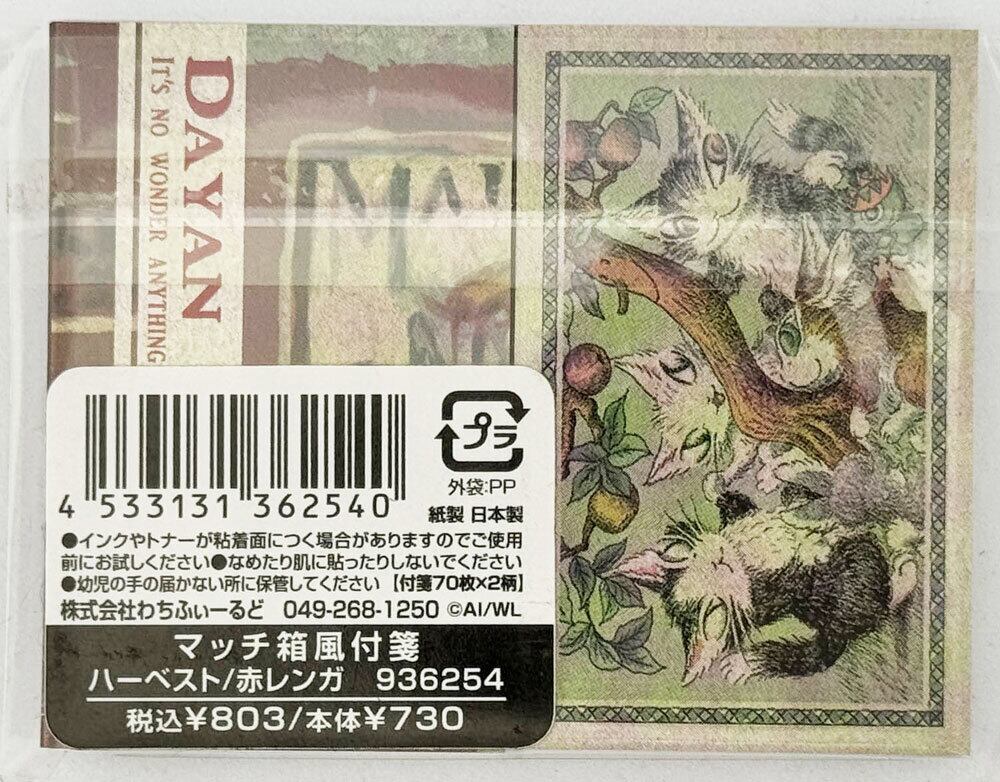 DAYAN
IT'S NO WONDER ANYTHING
4 533131 362540
プラ
外袋:PP
紙製 日本製
●インクやトナーが粘着面につく場合がありますのでご使用
前にお試しください●なめたり肌に貼ったりしないでください
●幼児の手の届かない所に保管してください【付箋70枚×2柄】
株式会社わちふぃーるど 049-268-1250 ©AI/WL
マッチ箱風付箋
ハーベスト/赤レンガ 936254
税込¥803/本体¥730